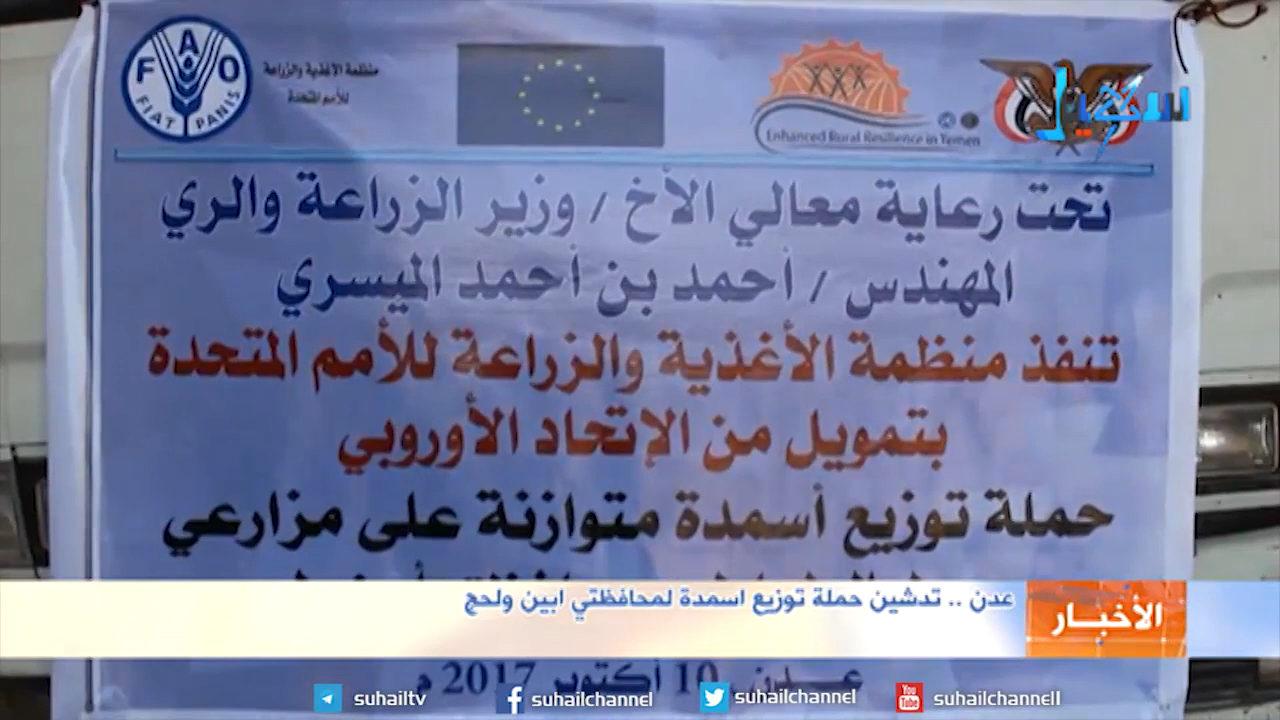 FAO
FIAT PANIS
منظمة الأغذية والزراعة
للأمم المتحدة
Enhanced Rural Resilience in Yemen
سهيل
تحت رعاية معالي الأخ / وزير الزراعة والري
المهندس / أحمد بن أحمد الميسري
تنفذ منظمة الأغذية والزراعة للأمم المتحدة
بتمويل من الإتحاد الأوروبي
حملة توزيع أسمدة متوازنة على مزارعي
الأخبار
عدن .. تدشين حملة توزيع اسمدة لمحافظتي ابين ولحج
عدن 10 أكتوبر 2017 م
suhailtv
suhailchannel
suhailchannel
You Tube
suhailchannell